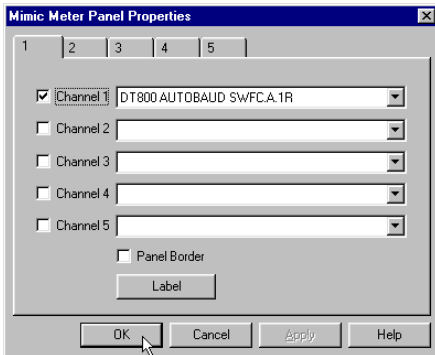 Mimic Meter Panel Properties
1 2 3 4 5
Channel 1 DT800 AUTOBAUD SWFC.A.1R
Channel 2
Channel 3
Channel 4
Channel 5
Panel Border
Label
OK Cancel Apply Help